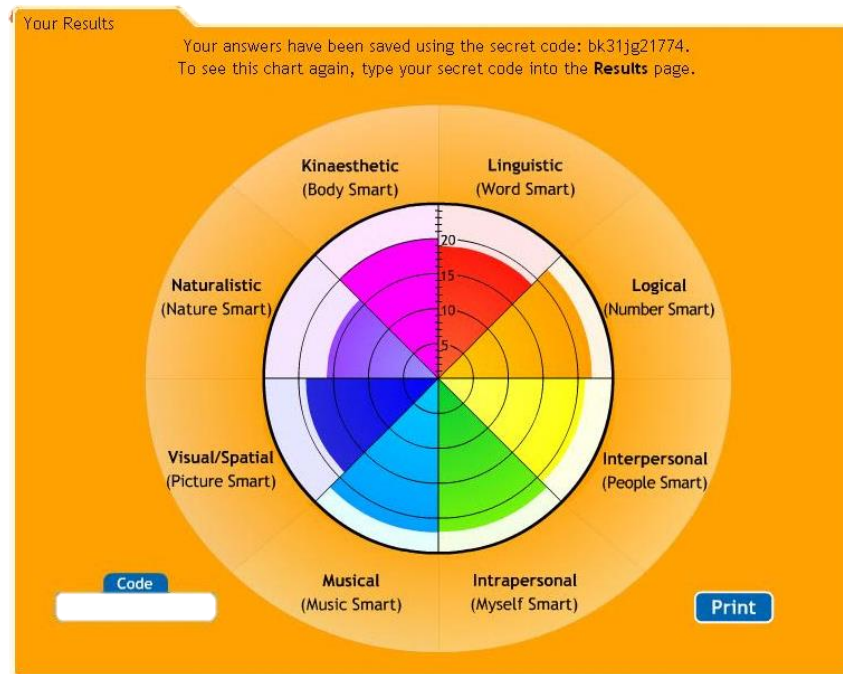 Your Results
Your answers have been saved using the secret code: bk31jg21774.
To see this chart again, type your secret code into the Results page.
Kinaesthetic
(Body Smart)
Linguistic
(Word Smart)
Naturalistic
(Nature Smart)
Logical
(Number Smart)
20
15
10
5
Visual/Spatial
(Picture Smart)
Interpersonal
(People Smart)
Musical
(Music Smart)
Intrapersonal
(Myself Smart)
Code
Print